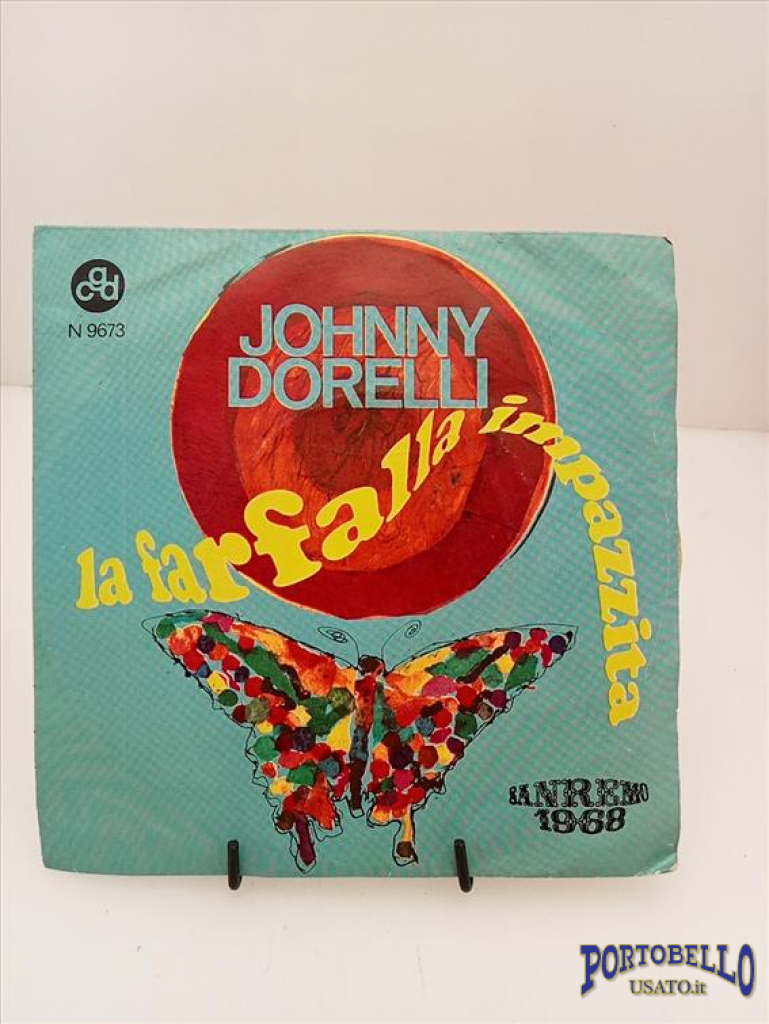 cgd
N 9673
JOHNNY
DORELLI
la farfalla impazzita
SANREMO
1968
PORTOBELLO
USATO.it